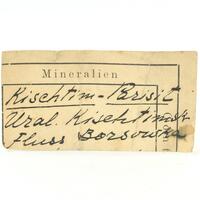 Mineralien
Kischtim-Parisit
Ural. Kischtimsk
Fluss Borsowka